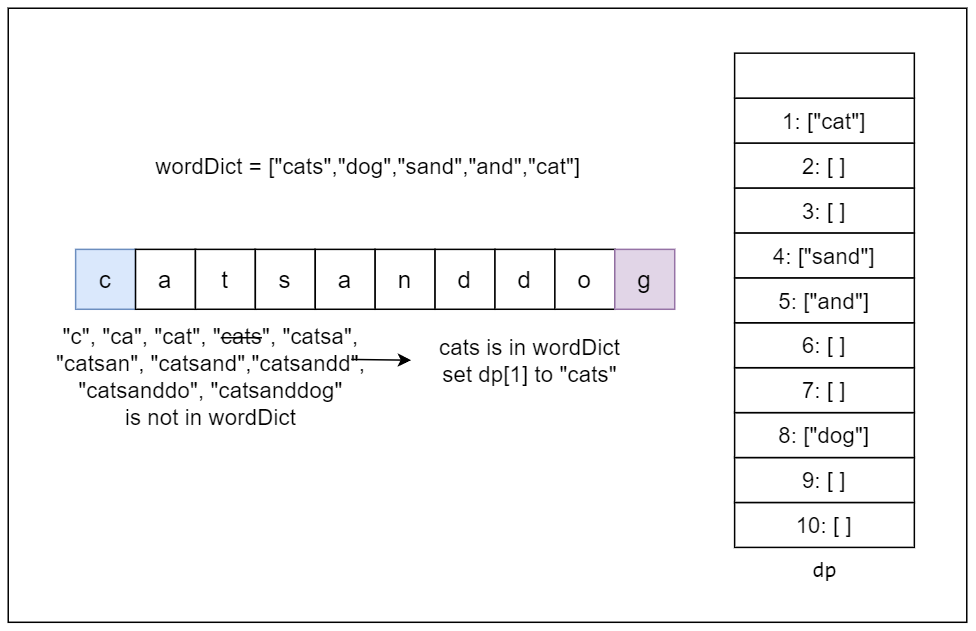 wordDict = ["cats","dog","sand","and","cat"]
c a t s a n d d o g
"c", "ca", "cat", "cats", "catsa",
"catsan", "catsand","catsandd",
"catsanddo", "catsanddog"
is not in wordDict
cats is in wordDict
set dp[1] to "cats"
1: ["cat"]
2: [ ]
3: [ ]
4: ["sand"]
5: ["and"]
6: [ ]
7: [ ]
8: ["dog"]
9: [ ]
10: [ ]
dp